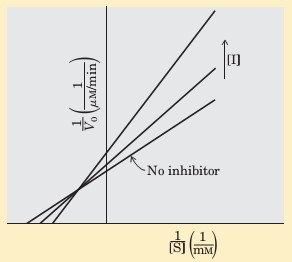 1/V₀ (1/μM/min)
[I]
No inhibitor
1/[S] (1/mM)